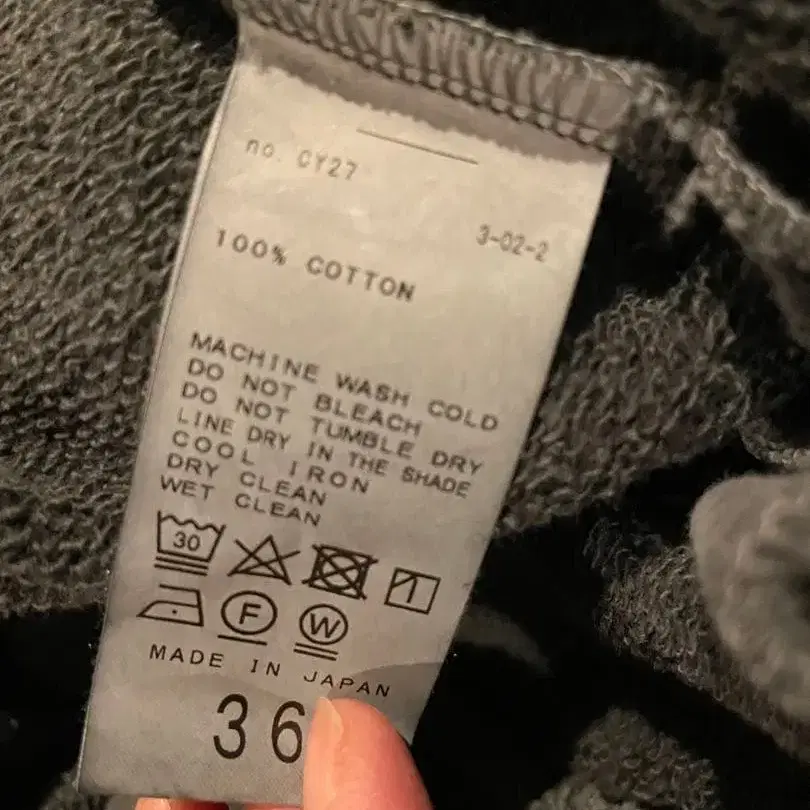 no. CY27
3-02-2
100% COTTON
MACHINE WASH COLD
DO NOT BLEACH
DO NOT TUMBLE DRY
LINE DRY IN THE SHADE
COOL IRON
DRY CLEAN
WET CLEAN
30
F W
MADE IN JAPAN
36